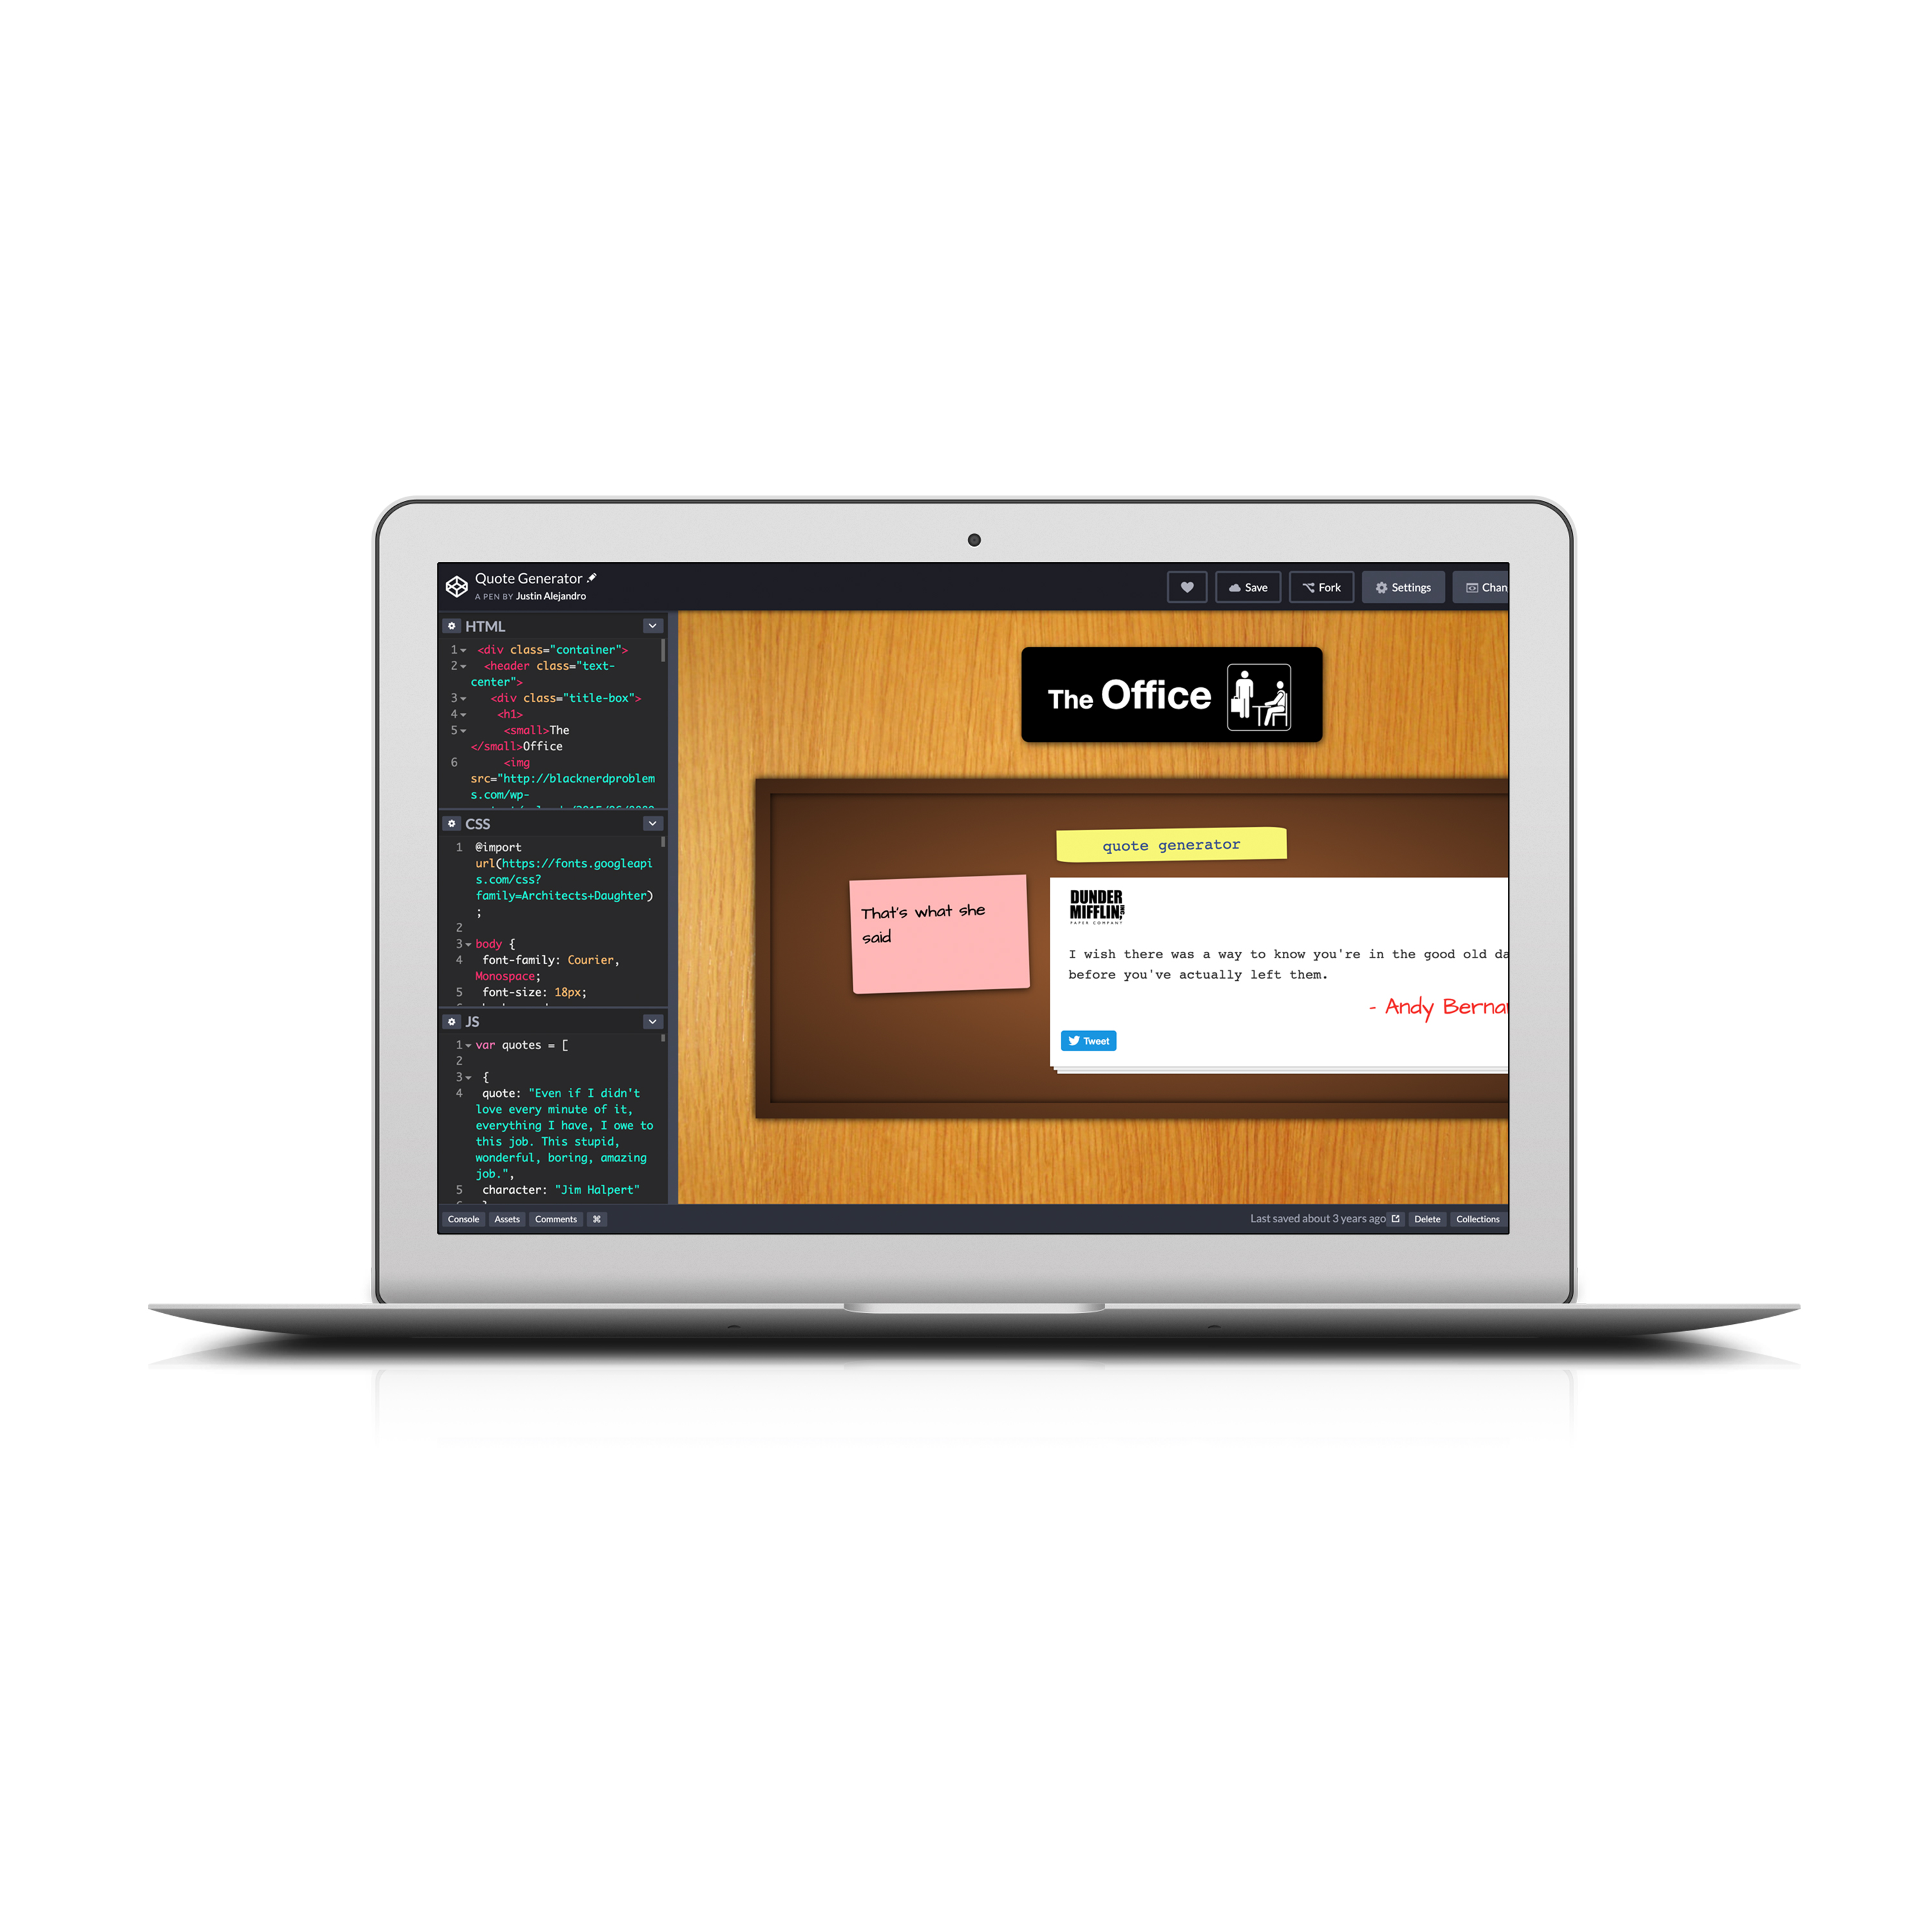 Quote Generator
A PEN BY Justin Alejandro
Save
Fork
Settings
Chan
HTML
1 <div class="container">
2 <header class="text-
center">
3 <div class="title-box">
4 <h1>
5 <small>The
</small>Office
6 <img
src="http://blacknerdproblem
s.com/wp-
CSS
1 @import
url(https://fonts.googleapi
s.com/css?
family=Architects+Daughter)
;
2
3 body {
4 font-family: Courier,
Monospace;
5 font-size: 18px;
JS
1 var quotes = [
2
3 {
4 quote: "Even if I didn't
love every minute of it,
everything I have, I owe to
this job. This stupid,
wonderful, boring, amazing
job.",
5 character: "Jim Halpert"
The Office
quote generator
That's what she
said
DUNDER
MIFFLIN, INC
PAPER COMPANY
I wish there was a way to know you're in the good old da
before you've actually left them.
- Andy Berna
Tweet
Console
Assets
Comments
⌘
Last saved about 3 years ago
Delete
Collections